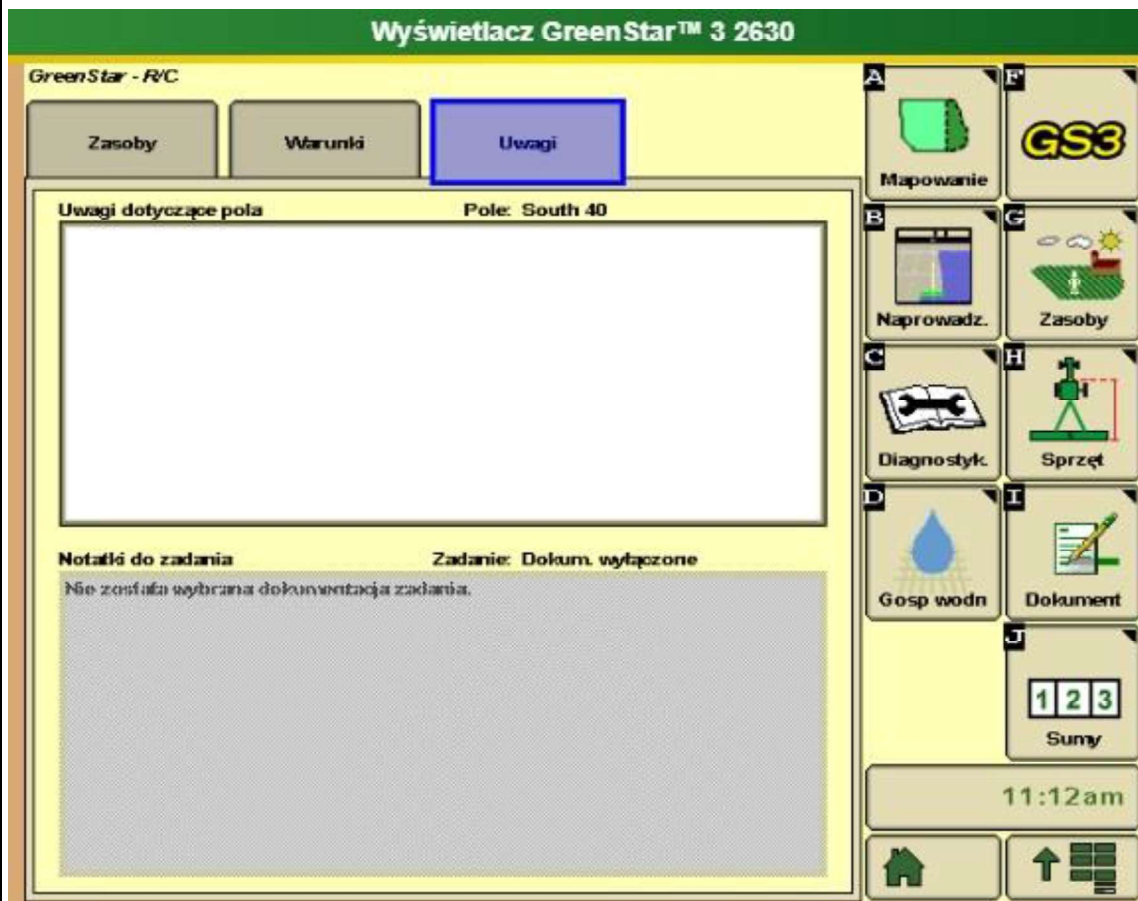 Wyświetlacz GreenStar™ 3 2630
GreenStar - R/C
Zasoby
Warunki
Uwagi
Uwagi dotyczące pola Pole: South 40
Notatki do zadania Zadanie: Dokum. wyłączone
Nie została wybrana dokumentacja zadania.
A
Mapowanie
F
GS3
B
Naprowadz.
G
Zasoby
C
Diagnostyk.
H
Sprzęt
D
Gosp wodn
I
Dokument
J
1 2 3
Sumy
11:12am